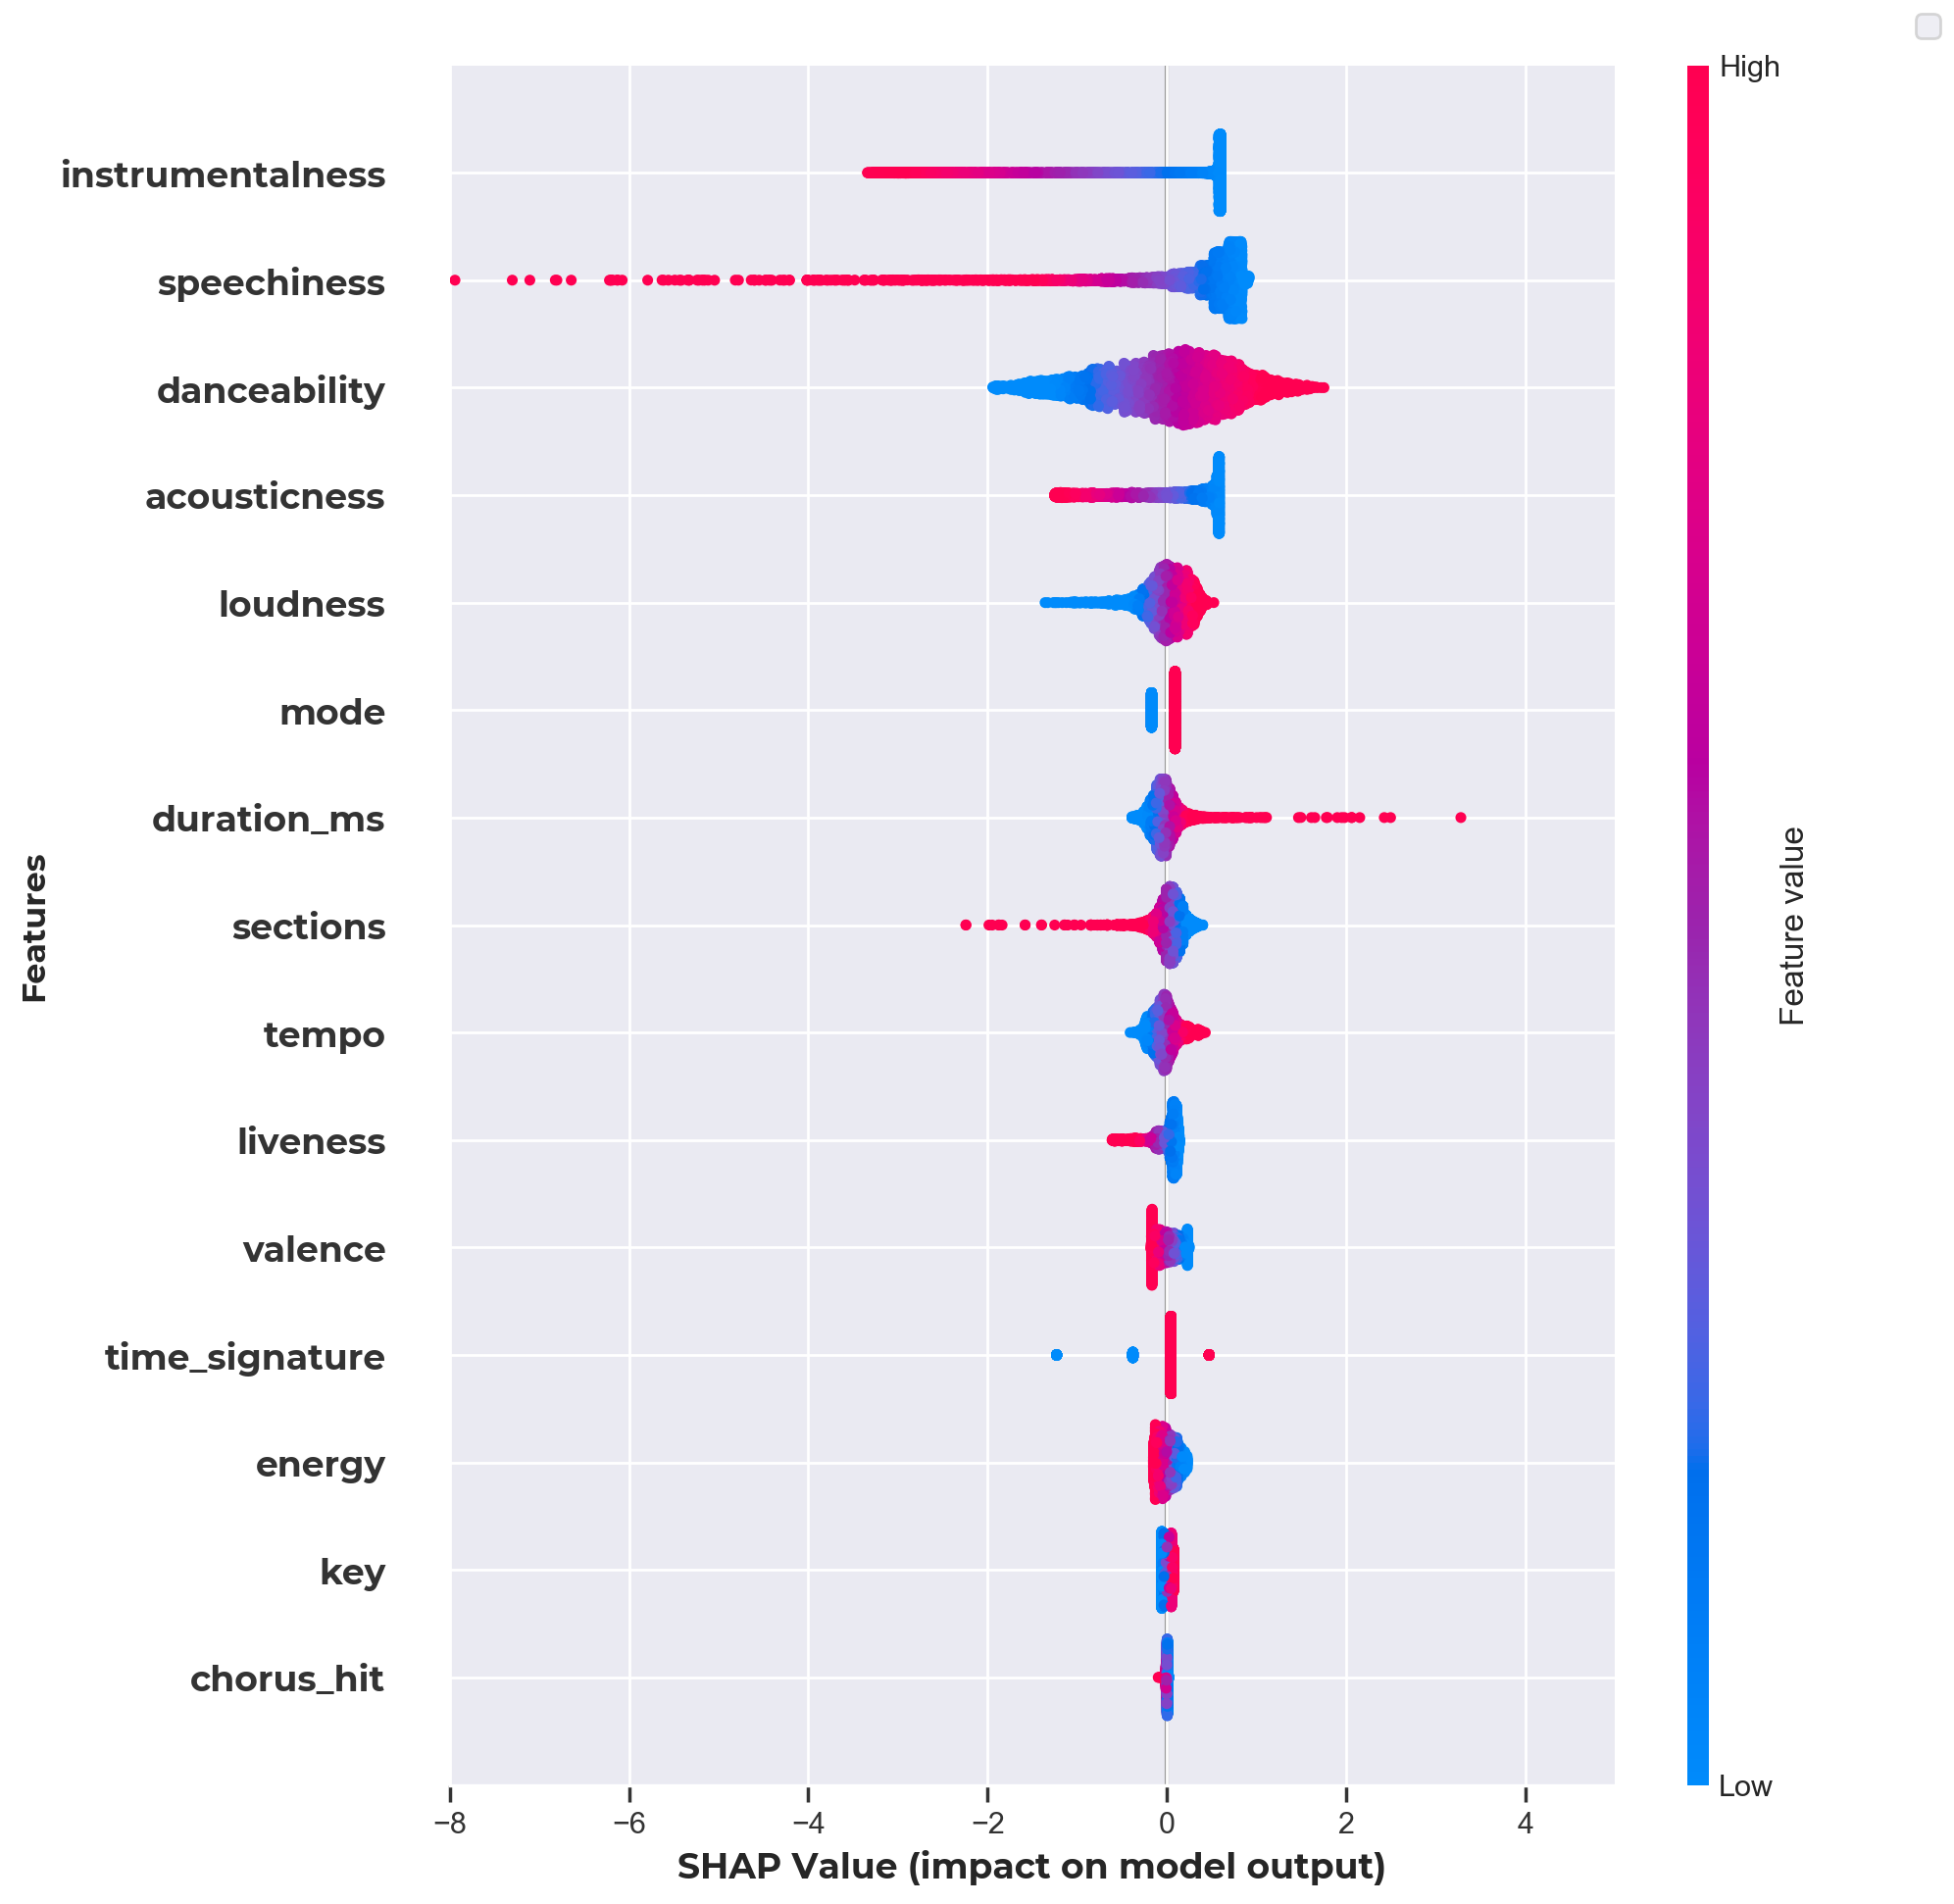 High
instrumentalness
speechiness
danceability
acousticness
loudness
mode
duration_ms
sections
tempo
liveness
valence
time_signature
energy
key
chorus_hit
Features
Feature value
Low
−8 −6 −4 −2 0 2 4
SHAP Value (impact on model output)